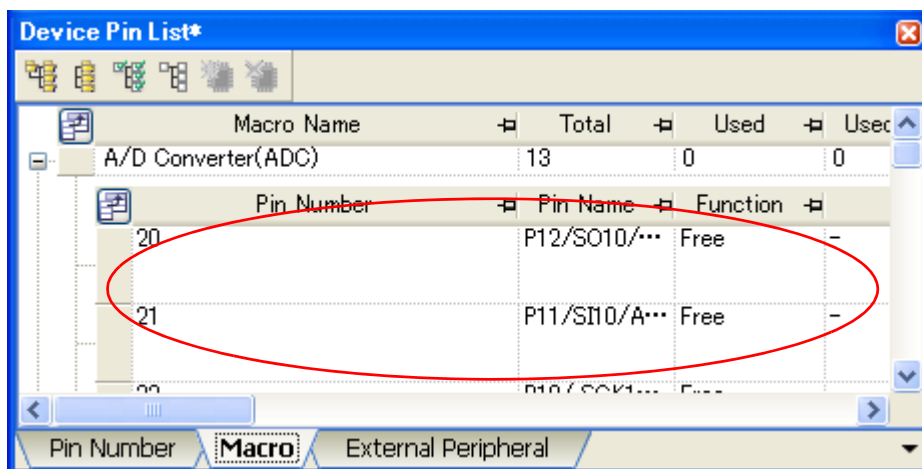 Device Pin List*
Macro Name Total Used Used
A/D Converter(ADC) 13 0 0
Pin Number Pin Name Function
20 P12/SO10/··· Free -
21 P11/SI10/A··· Free -
Pin Number Macro External Peripheral